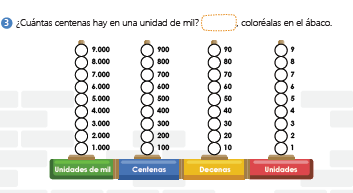 3 ¿Cuántas centenas hay en una unidad de mil? , coloréalas en el ábaco.
9.000 900 90 9
8.000 800 80 8
7.000 700 70 7
6.000 600 60 6
5.000 500 50 5
4.000 400 40 4
3.000 300 30 3
2.000 200 20 2
1.000 100 10 1
Unidades de mil Centenas Decenas Unidades